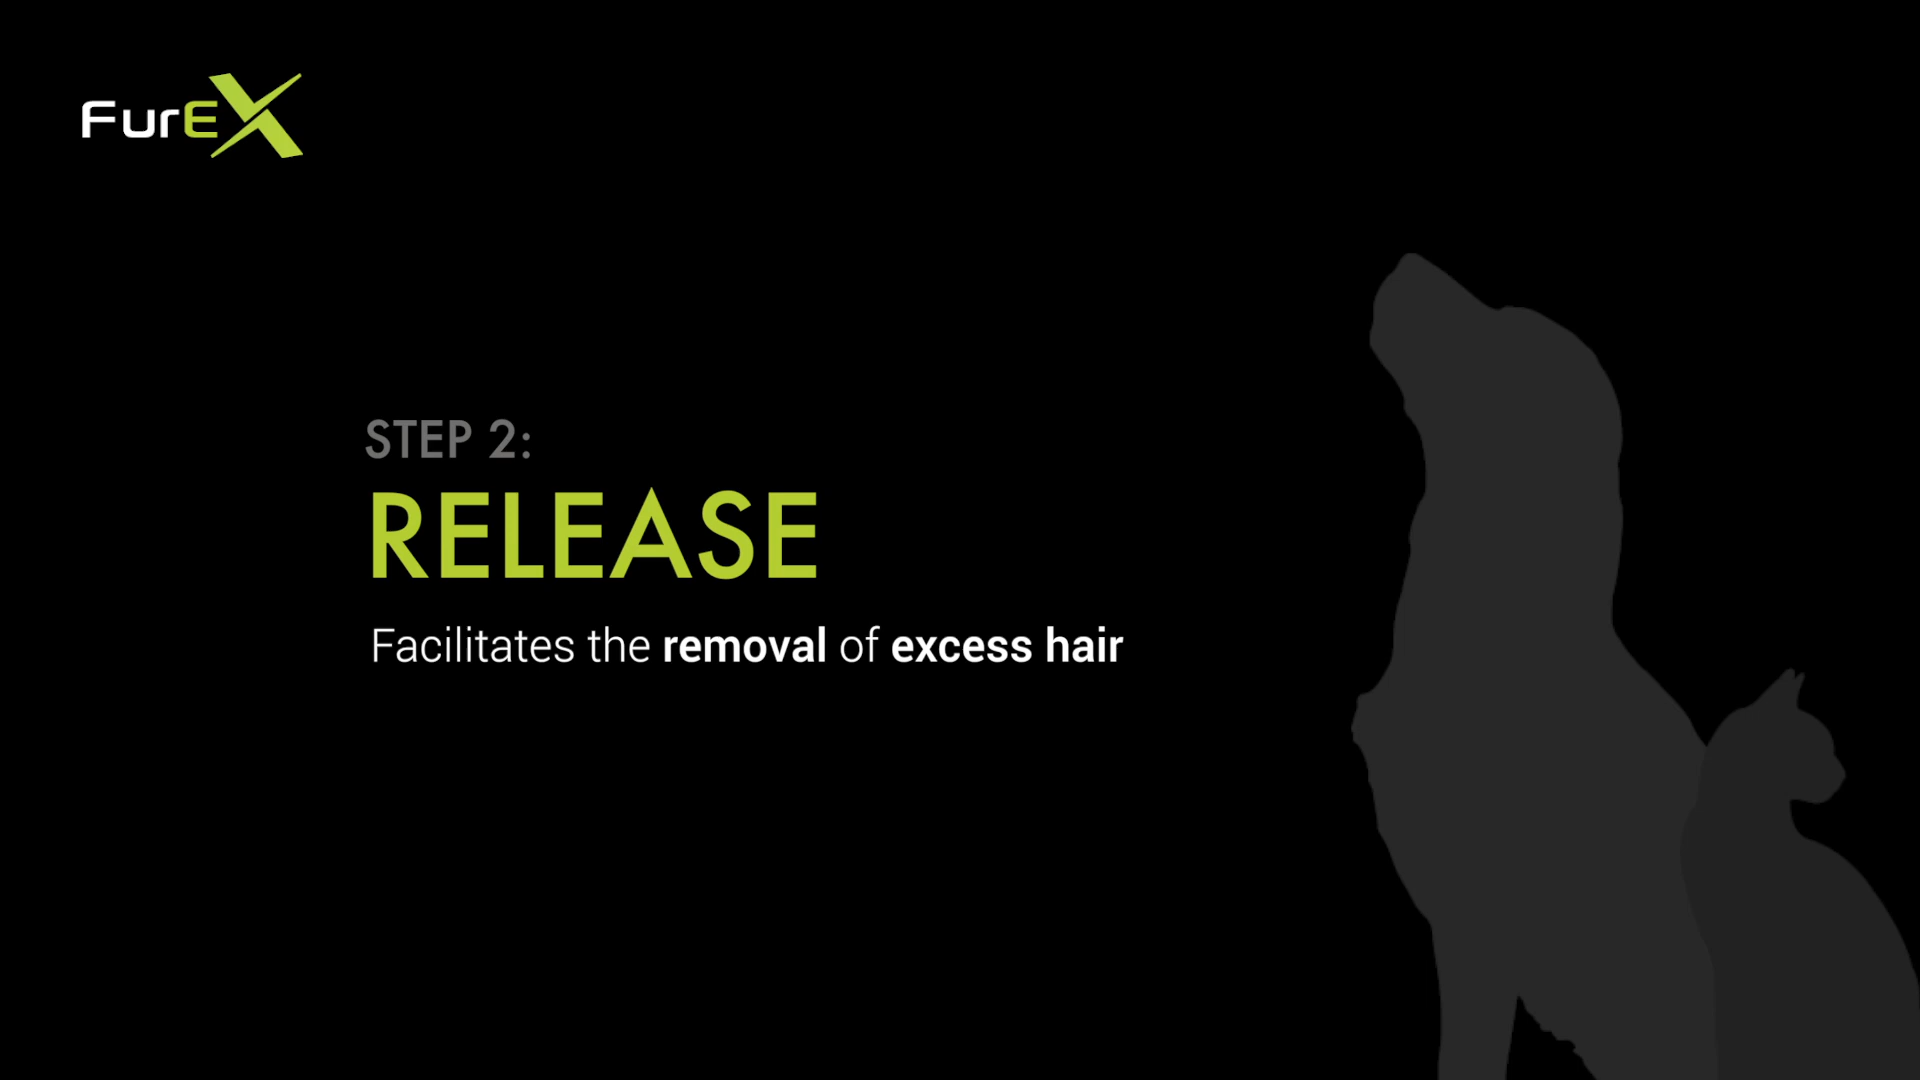 FurEX
STEP 2:
RELEASE
Facilitates the removal of excess hair